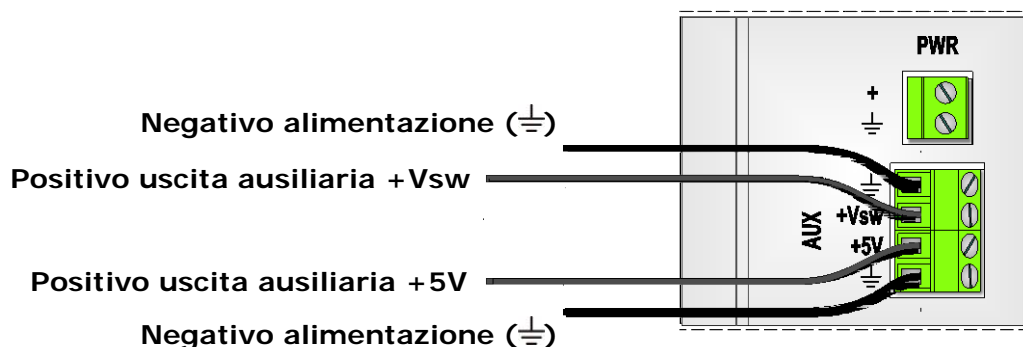 PWR
+
⏚
Negativo alimentazione (⏚)
Positivo uscita ausiliaria +Vsw
Positivo uscita ausiliaria +5V
Negativo alimentazione (⏚)
AUX
⏚
+Vsw
+5V
⏚